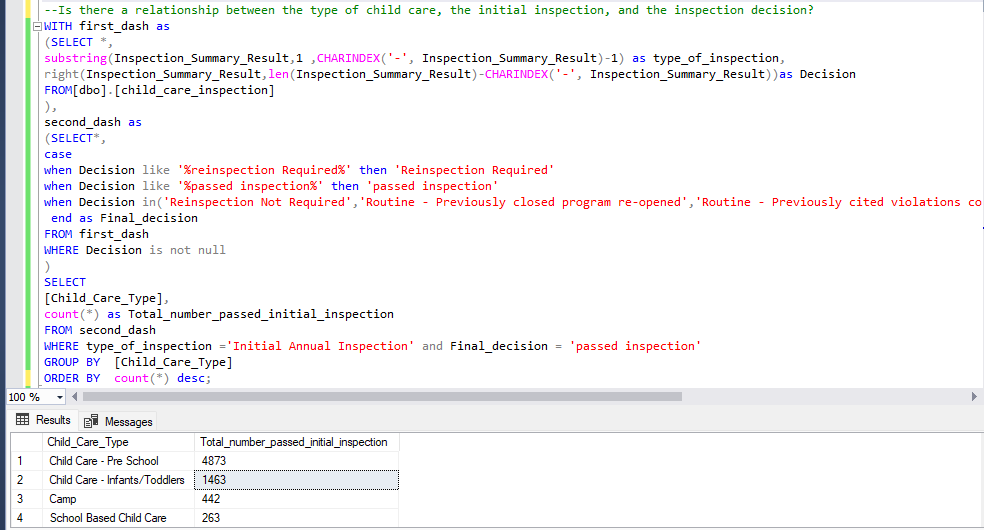 --Is there a relationship between the type of child care, the initial inspection, and the inspection decision?
WITH first_dash as
(SELECT *,
substring(Inspection_Summary_Result,1 ,CHARINDEX('-', Inspection_Summary_Result)-1) as type_of_inspection,
right(Inspection_Summary_Result,len(Inspection_Summary_Result)-CHARINDEX('-', Inspection_Summary_Result))as Decision
FROM[dbo].[child_care_inspection]
),
second_dash as
(SELECT*,
case
when Decision like '%reinspection Required%' then 'Reinspection Required'
when Decision like '%passed inspection%' then 'passed inspection'
when Decision in('Reinspection Not Required','Routine - Previously closed program re-opened','Routine - Previously cited violations co
end as Final_decision
FROM first_dash
WHERE Decision is not null
)
SELECT
[Child_Care_Type],
count(*) as Total_number_passed_initial_inspection
FROM second_dash
WHERE type_of_inspection ='Initial Annual Inspection' and Final_decision = 'passed inspection'
GROUP BY [Child_Care_Type]
ORDER BY count(*) desc;
100 %
Results Messages
Child_Care_Type Total_number_passed_initial_inspection
1 Child Care - Pre School 4873
2 Child Care - Infants/Toddlers 1463
3 Camp 442
4 School Based Child Care 263